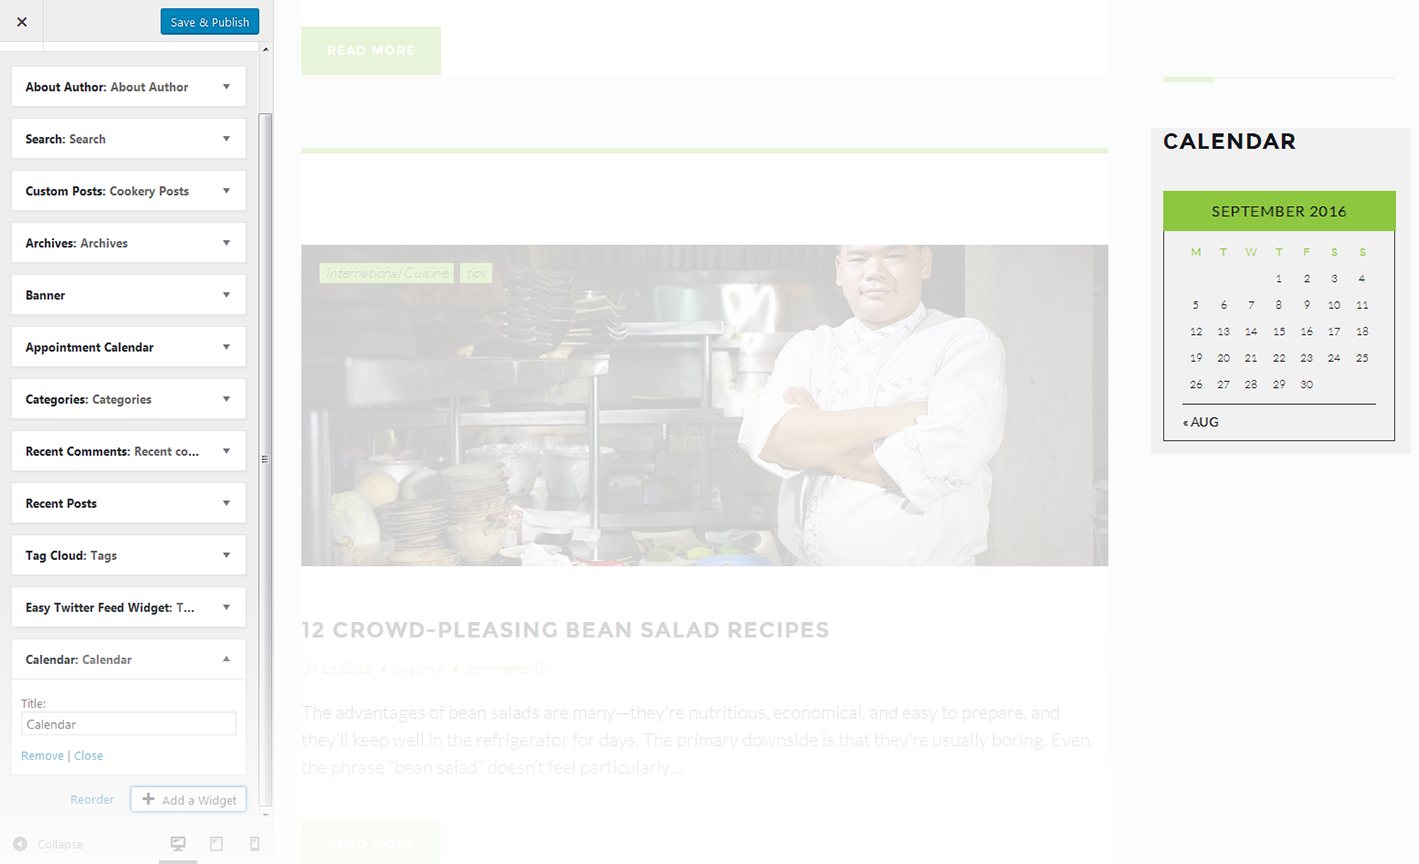 Save & Publish
About Author: About Author
Search: Search
Custom Posts: Cookery Posts
Archives: Archives
Banner
Appointment Calendar
Categories: Categories
Recent Comments: Recent co...
Recent Posts
Tag Cloud: Tags
Easy Twitter Feed Widget: T...
Calendar: Calendar
Title:
Calendar
Remove | Close
Reorder
Add a Widget
Collapse
READ MORE
International Cuisine tips
12 CROWD-PLEASING BEAN SALAD RECIPES
04.16.2016 • by admin • comments (0)
The advantages of bean salads are many—they're nutritious, economical, and easy to prepare, and
they'll keep well in the refrigerator for days. The primary downside is that they're usually boring. Even
the phrase “bean salad” doesn't feel particularly...
READ MORE
CALENDAR
SEPTEMBER 2016
M T W T F S S
1 2 3 4
5 6 7 8 9 10 11
12 13 14 15 16 17 18
19 20 21 22 23 24 25
26 27 28 29 30
« AUG